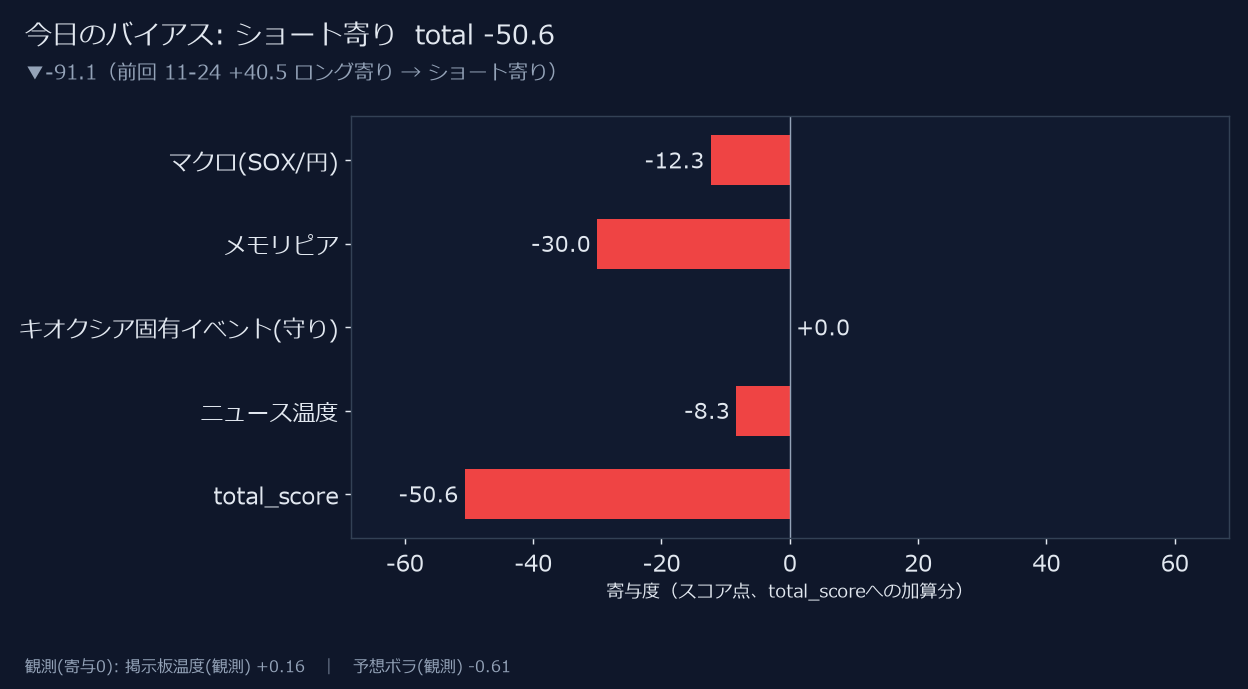 今日のバイアス: ショート寄り  total -50.6
▼-91.1（前回 11-24 +40.5 ロング寄り → ショート寄り）
マクロ(SOX/円)
-12.3
メモリピア
-30.0
キオクシア固有イベント(守り)
+0.0
ニュース温度
-8.3
total_score
-50.6
-60 -40 -20 0 20 40 60
寄与度（スコア点、total_scoreへの加算分）
観測(寄与0): 掲示板温度(観測) +0.16 ｜ 予想ボラ(観測) -0.61